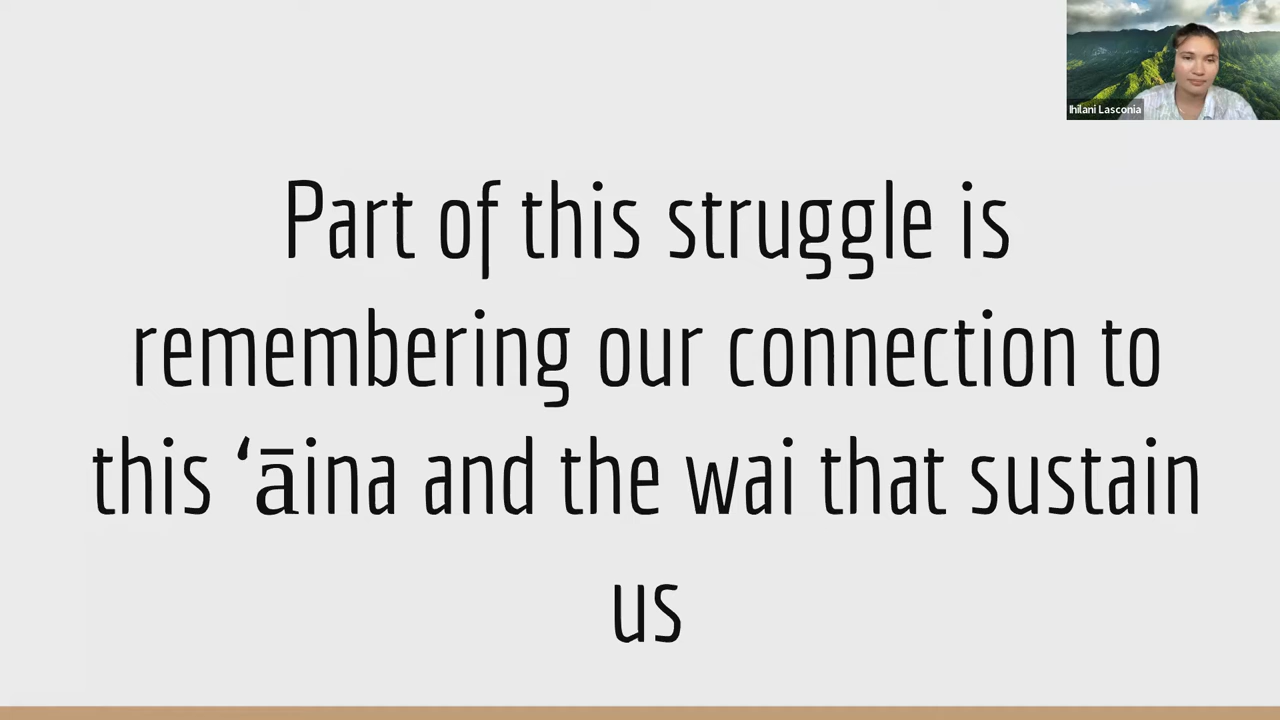 Ihilani Lasconia
Part of this struggle is
remembering our connection to
this ʻāina and the wai that sustain
us